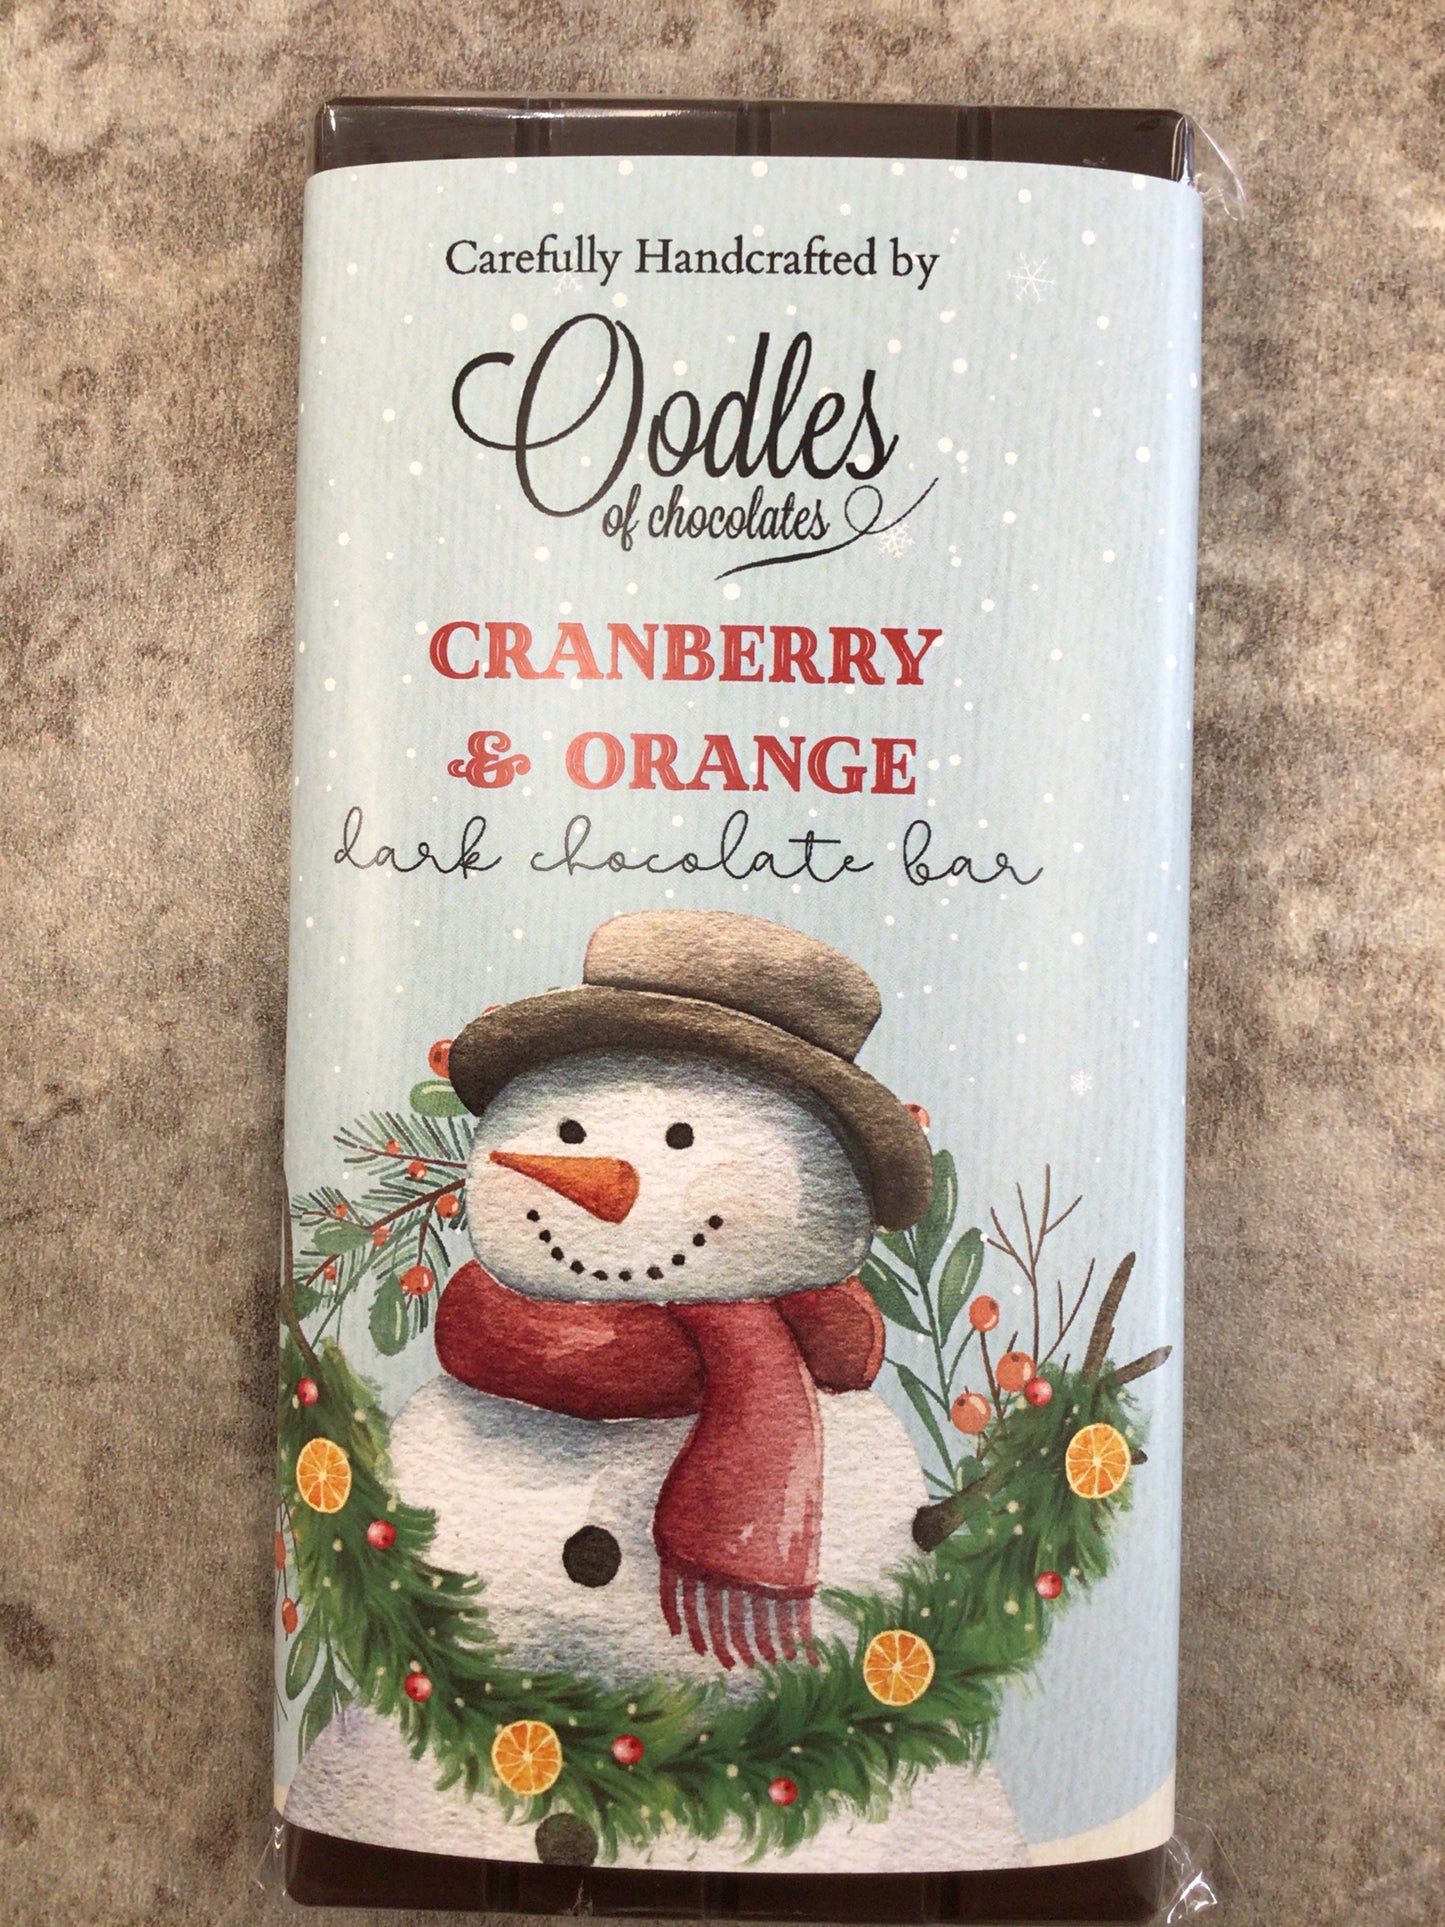 Carefully Handcrafted by
Oodles
of chocolates
CRANBERRY
& ORANGE
dark chocolate bar